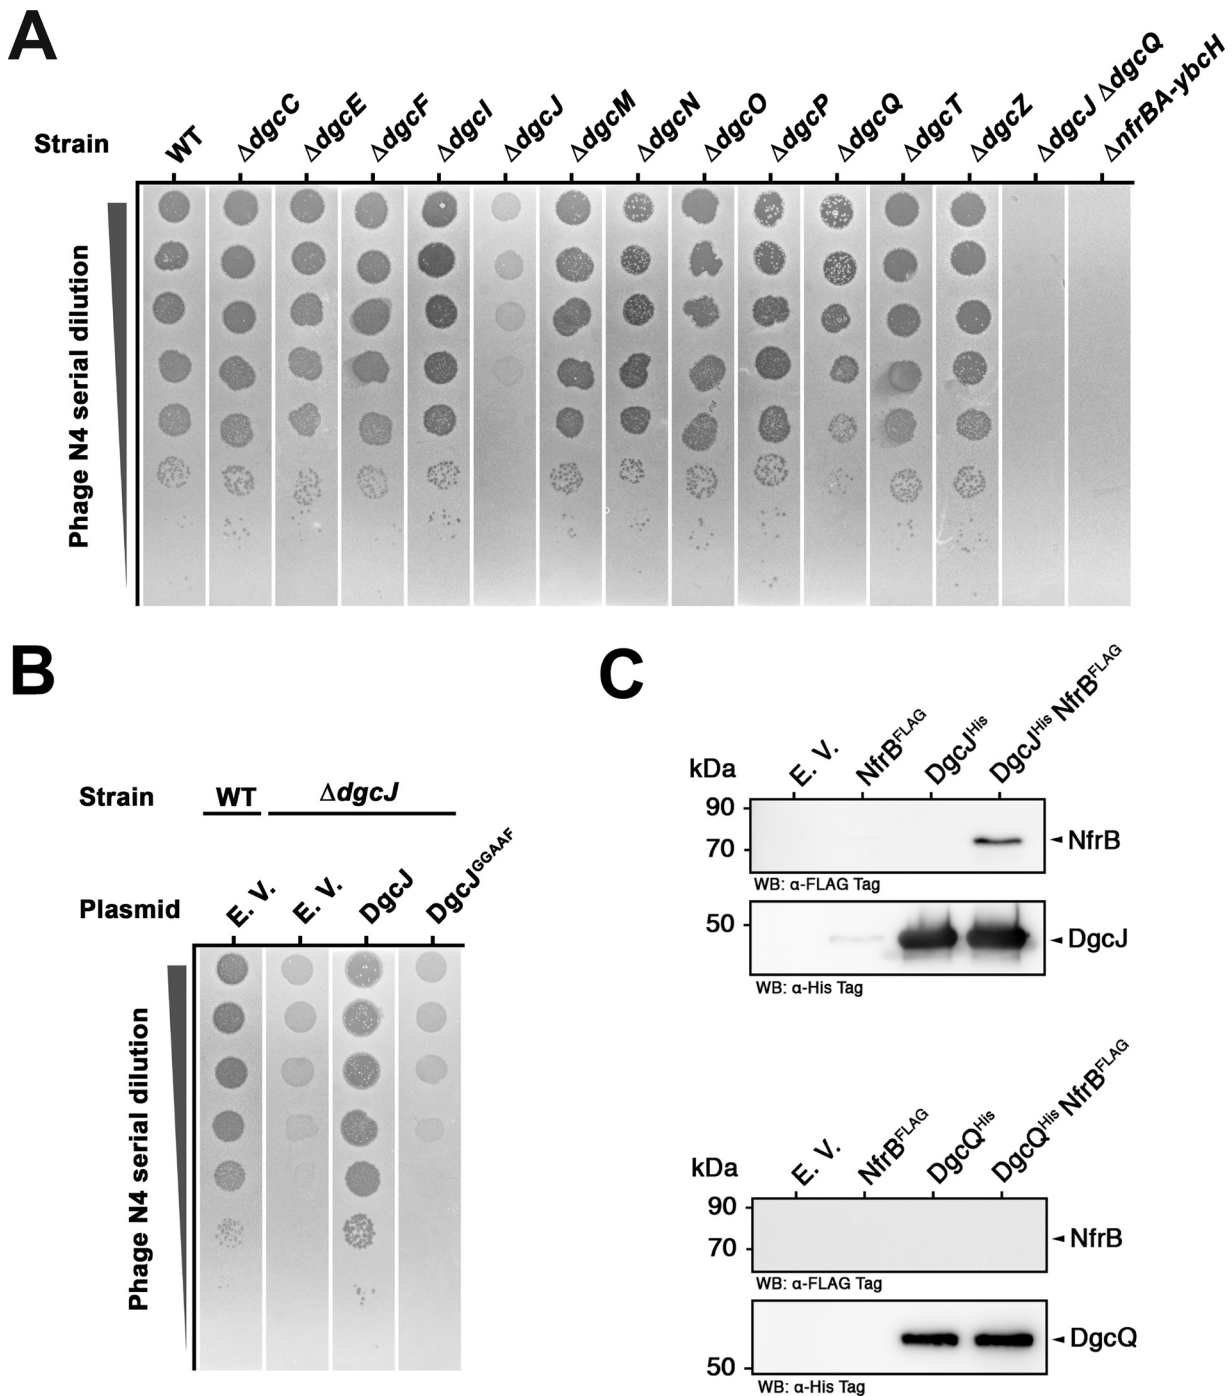 A
Strain
WT
ΔdgcC
ΔdgcE
ΔdgcF
ΔdgcI
ΔdgcJ
ΔdgcM
ΔdgcN
ΔdgcO
ΔdgcP
ΔdgcQ
ΔdgcT
ΔdgcZ
ΔdgcJ ΔdgcQ
ΔnfrBA-ybcH
Phage N4 serial dilution
B
Strain
WT
ΔdgcJ
Plasmid
E. V.
E. V.
DgcJ
DgcJGGAAF
Phage N4 serial dilution
C
kDa
E. V.
NfrBFLAG
DgcJHis
DgcJHis NfrBFLAG
90
70
NfrB
WB: α-FLAG Tag
50
DgcJ
WB: α-His Tag
kDa
E. V.
NfrBFLAG
DgcQHis
DgcQHis NfrBFLAG
90
70
NfrB
WB: α-FLAG Tag
DgcQ
50
WB: α-His Tag